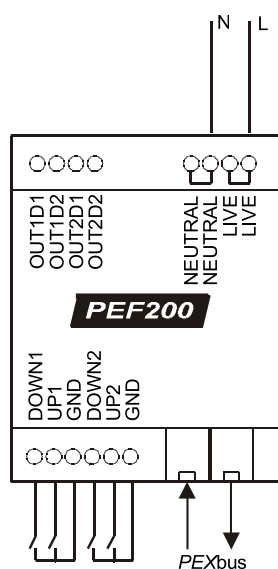 N L
OUT1D1
OUT1D2
OUT2D1
OUT2D2
NEUTRAL
NEUTRAL
LIVE
LIVE
PEF200
DOWN1
UP1
GND
DOWN2
UP2
GND
PEXbus